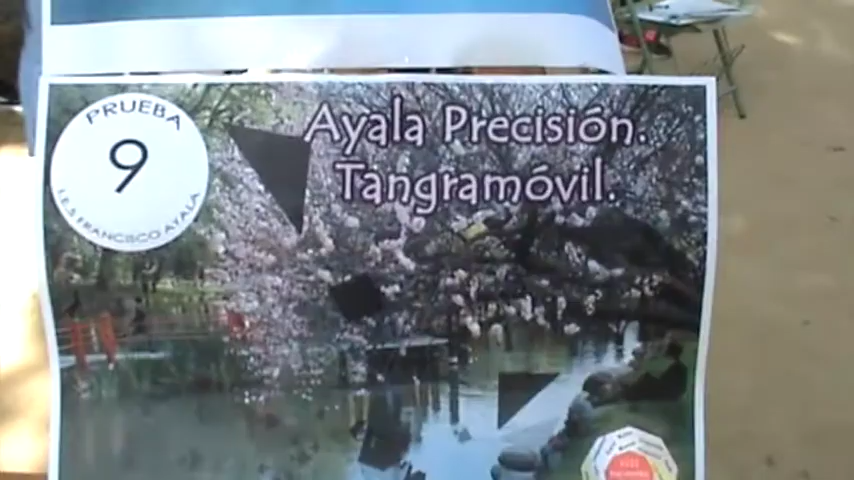 PRUEBA
9
I.E.S FRANCISCO AYALA
Ayala Precisión.
Tangramóvil.